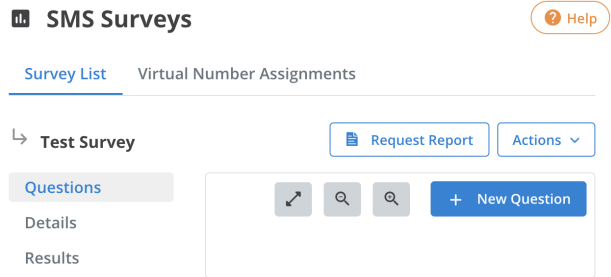 SMS Surveys
Help
Survey List
Virtual Number Assignments
Test Survey
Request Report
Actions
Questions
+ New Question
Details
Results